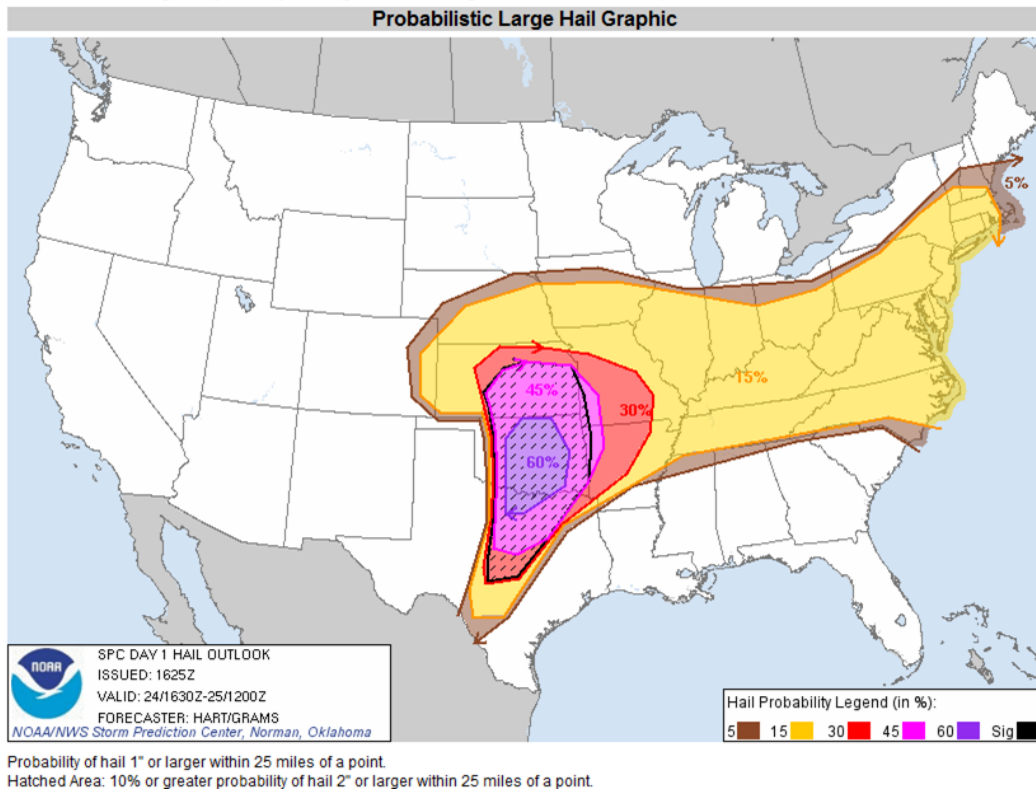 Probabilistic Large Hail Graphic
5%
15%
45%
30%
60%
NOAA
SPC DAY 1 HAIL OUTLOOK
ISSUED: 1625Z
VALID: 24/1630Z-25/1200Z
FORECASTER: HART/GRAMS
NOAA/NWS Storm Prediction Center, Norman, Oklahoma
Hail Probability Legend (in %):
5 15 30 45 60 Sig
Probability of hail 1" or larger within 25 miles of a point.
Hatched Area: 10% or greater probability of hail 2" or larger within 25 miles of a point.